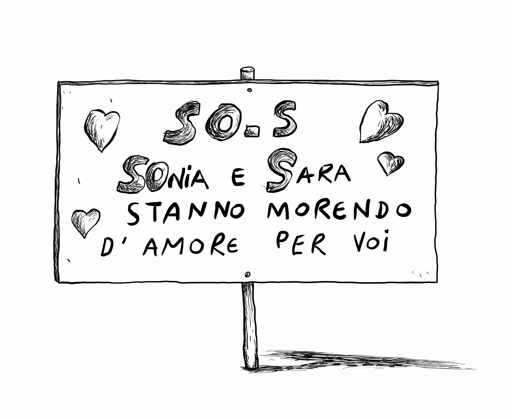 SO.S
SONiA E SARA
STANNO MORENDO
D' AMORE PER VOi